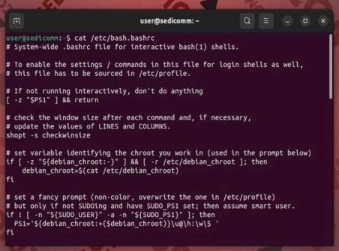 user@sedicomm: ~
user@sedicomm:~$ cat /etc/bash.bashrc
# System-wide .bashrc file for interactive bash(1) shells.
# To enable the settings / commands in this file for login shells as well,
# this file has to be sourced in /etc/profile.
# If not running interactively, don't do anything
[ -z "$PS1" ] && return
# check the window size after each command and, if necessary,
# update the values of LINES and COLUMNS.
shopt -s checkwinsize
# set variable identifying the chroot you work in (used in the prompt below)
if [ -z "${debian_chroot:-}" ] && [ -r /etc/debian_chroot ]; then
    debian_chroot=$(cat /etc/debian_chroot)
fi
# set a fancy prompt (non-color, overwrite the one in /etc/profile)
# but only if not SUDOing and have SUDO_PS1 set; then assume smart user.
if ! [ -n "${SUDO_USER}" -a -n "${SUDO_PS1}" ]; then
  PS1='${debian_chroot:+($debian_chroot)}\u@\h:\w\$ '
fi